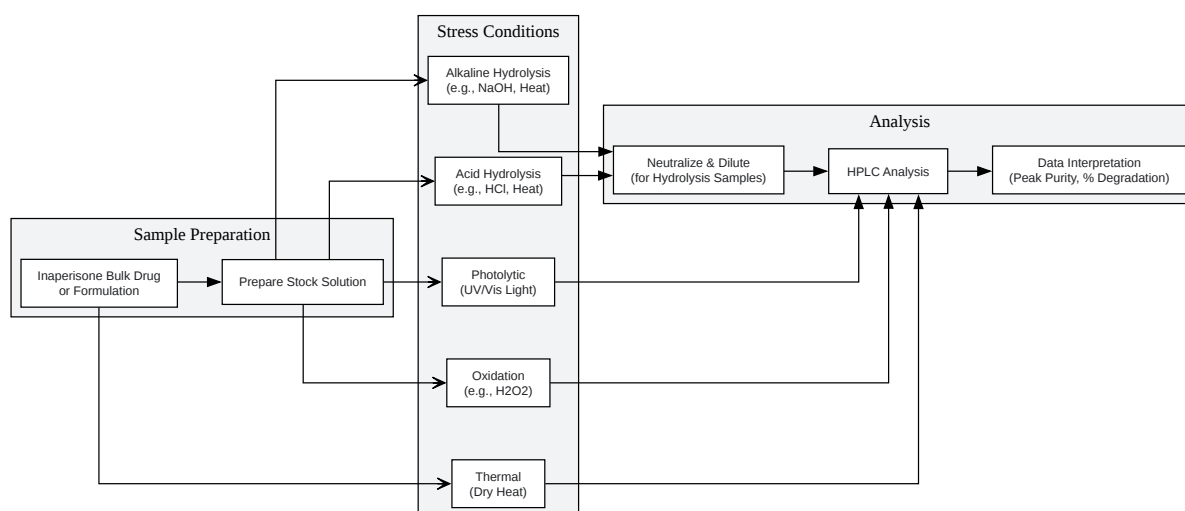 Stress Conditions
Alkaline Hydrolysis
(e.g., NaOH, Heat)
Acid Hydrolysis
(e.g., HCl, Heat)
Photolytic
(UV/Vis Light)
Oxidation
(e.g., H2O2)
Thermal
(Dry Heat)
Sample Preparation
Inaperisone Bulk Drug
or Formulation
Prepare Stock Solution
Analysis
Neutralize & Dilute
(for Hydrolysis Samples)
HPLC Analysis
Data Interpretation
(Peak Purity, % Degradation)